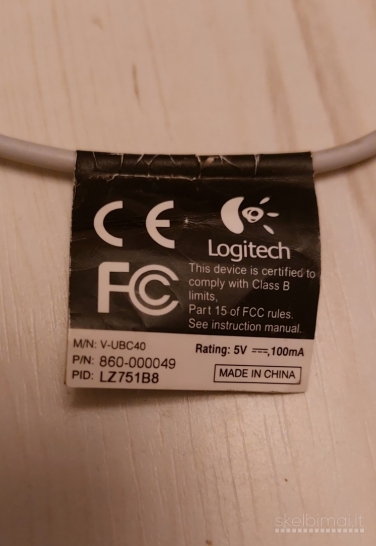 CE
FC
Logitech
This device is certified to
comply with Class B
limits,
Part 15 of FCC rules.
See instruction manual.
M/N: V-UBC40
P/N: 860-000049
PID: LZ751B8
Rating: 5V ⎓,100mA
MADE IN CHINA
skelbimai.lt